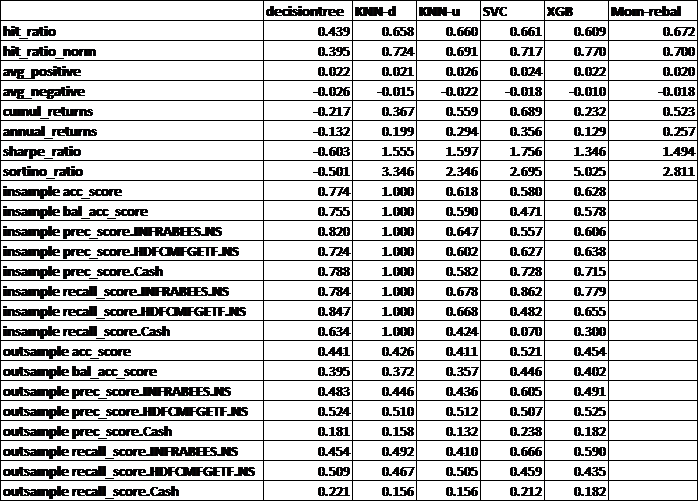 decisiontree KNN-d KNN-u SVC XGB Mom-rebal
hit_ratio 0.439 0.658 0.660 0.661 0.609 0.672
hit_ratio_norm 0.395 0.724 0.691 0.717 0.770 0.700
avg_positive 0.022 0.021 0.026 0.024 0.022 0.020
avg_negative -0.026 -0.015 -0.022 -0.018 -0.010 -0.018
cumul_returns -0.217 0.367 0.559 0.689 0.232 0.523
annual_returns -0.132 0.199 0.294 0.356 0.129 0.257
sharpe_ratio -0.603 1.555 1.597 1.756 1.346 1.494
sortino_ratio -0.501 3.346 2.346 2.695 5.025 2.811
insample acc_score 0.774 1.000 0.618 0.580 0.628
insample bal_acc_score 0.755 1.000 0.590 0.471 0.578
insample prec_score.INFRABEES.NS 0.820 1.000 0.647 0.557 0.606
insample prec_score.HDFCMFGETF.NS 0.724 1.000 0.602 0.627 0.638
insample prec_score.Cash 0.788 1.000 0.582 0.728 0.715
insample recall_score.INFRABEES.NS 0.784 1.000 0.678 0.862 0.779
insample recall_score.HDFCMFGETF.NS 0.847 1.000 0.668 0.482 0.655
insample recall_score.Cash 0.634 1.000 0.424 0.070 0.300
outsample acc_score 0.441 0.426 0.411 0.521 0.454
outsample bal_acc_score 0.395 0.372 0.357 0.446 0.402
outsample prec_score.INFRABEES.NS 0.483 0.446 0.436 0.605 0.491
outsample prec_score.HDFCMFGETF.NS 0.524 0.510 0.512 0.507 0.525
outsample prec_score.Cash 0.181 0.158 0.132 0.238 0.182
outsample recall_score.INFRABEES.NS 0.454 0.492 0.410 0.666 0.590
outsample recall_score.HDFCMFGETF.NS 0.509 0.467 0.505 0.459 0.435
outsample recall_score.Cash 0.221 0.156 0.156 0.212 0.182